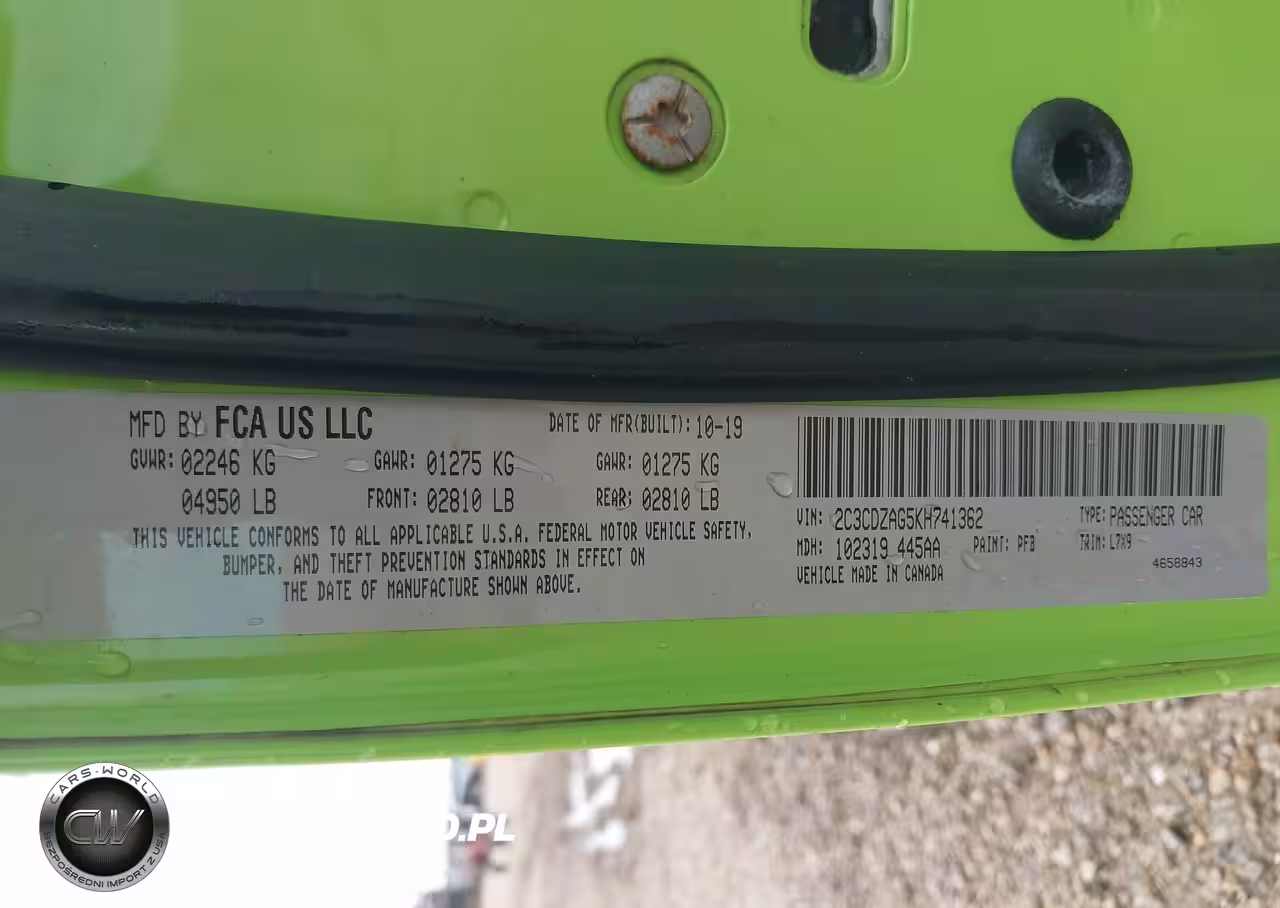 MFD BY FCA US LLC
DATE OF MFR(BUILT): 10-19
GVWR: 02246 KG
GAWR: 01275 KG
GAWR: 01275 KG
04950 LB
FRONT: 02810 LB
REAR: 02810 LB
THIS VEHICLE CONFORMS TO ALL APPLICABLE U.S.A. FEDERAL MOTOR VEHICLE SAFETY,
BUMPER, AND THEFT PREVENTION STANDARDS IN EFFECT ON
THE DATE OF MANUFACTURE SHOWN ABOVE.
VIN: 2C3CDZAG5KH741362
TYPE: PASSENGER CAR
MDH: 102319 445AA
PAINT: PFB
TRIM: L7X9
VEHICLE MADE IN CANADA
4658843
CARS-WORLD
CW
BEZPOŚREDNI IMPORT Z USA
D.PL